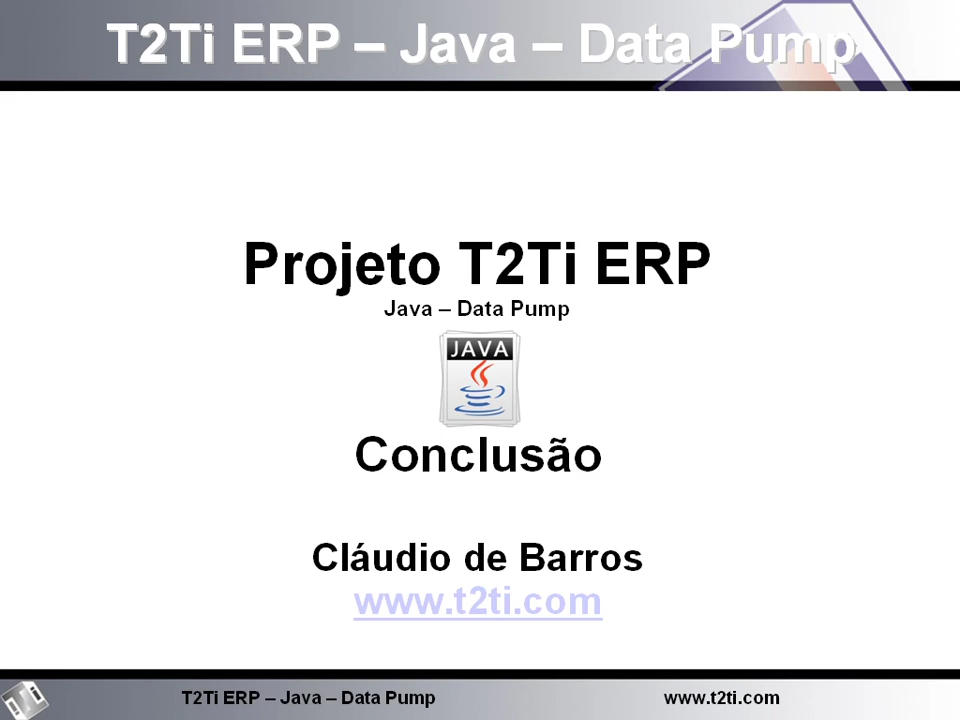 T2Ti ERP – Java – Data Pump
Projeto T2Ti ERP
Java – Data Pump
JAVA
Conclusão
Cláudio de Barros
www.t2ti.com
T2Ti ERP – Java – Data Pump www.t2ti.com